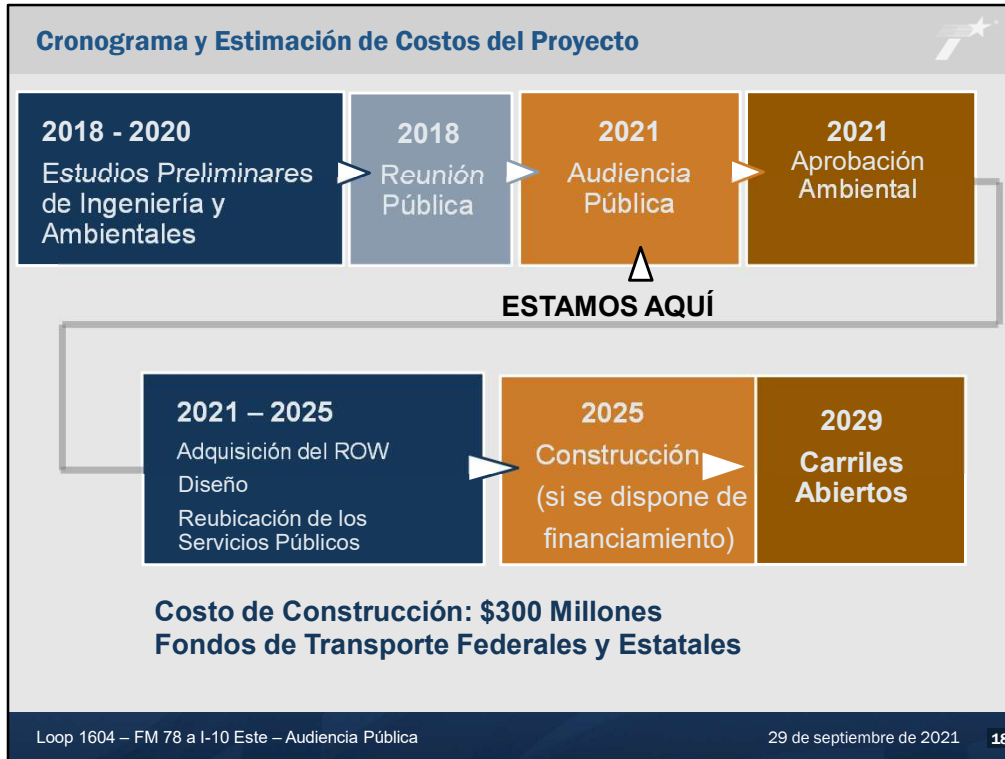 Cronograma y Estimación de Costos del Proyecto
2018 - 2020
Estudios Preliminares
de Ingeniería y
Ambientales
2018
Reunión
Pública
2021
Audiencia
Pública
2021
Aprobación
Ambiental
ESTAMOS AQUÍ
2021 – 2025
Adquisición del ROW
Diseño
Reubicación de los
Servicios Públicos
2025
Construcción
(si se dispone de
financiamiento)
2029
Carriles
Abiertos
Costo de Construcción: $300 Millones
Fondos de Transporte Federales y Estatales
Loop 1604 – FM 78 a I-10 Este – Audiencia Pública
29 de septiembre de 2021
18